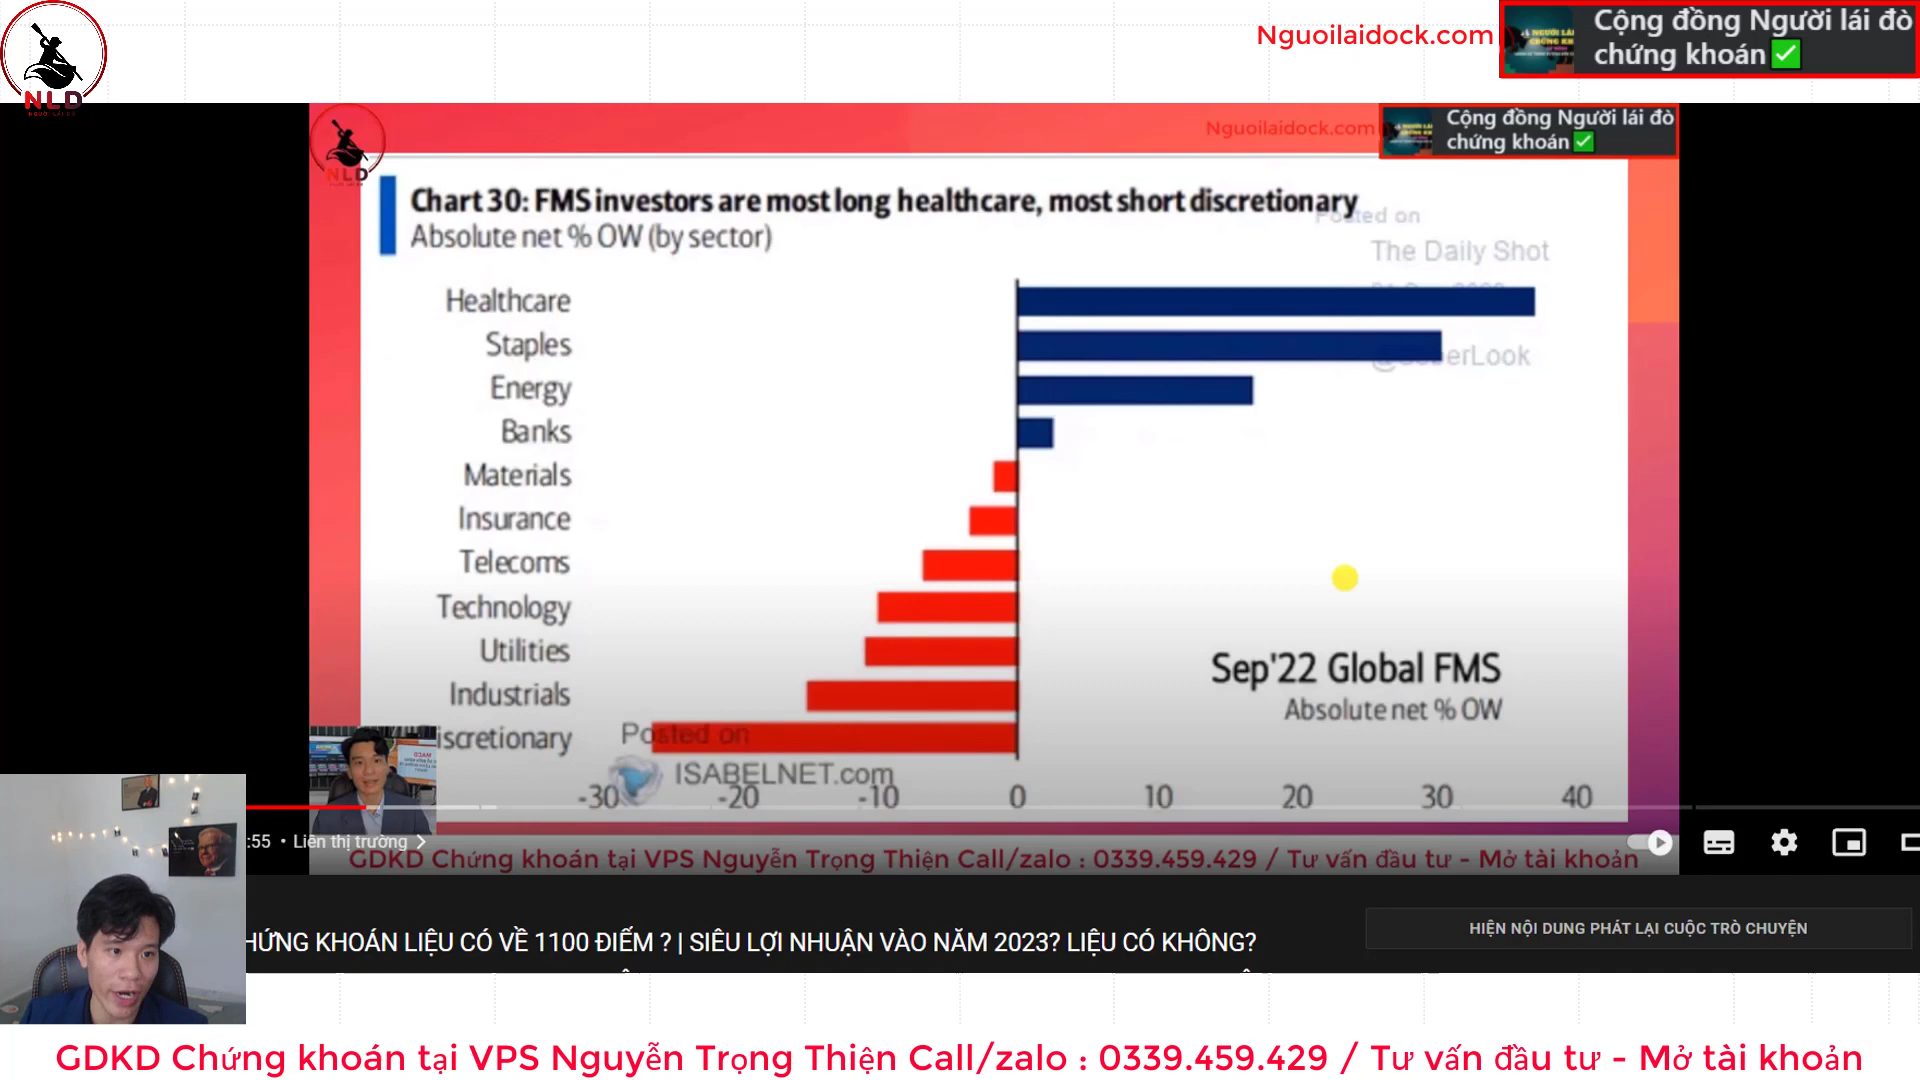 NLD
Nguoilaidock.com
Cộng đồng Người lái đò
chứng khoán
Nguoilaidock.com
Cộng đồng Người lái đò
chứng khoán
NLD
Chart 30: FMS investors are most long healthcare, most short discretionary
Absolute net % OW (by sector)
Posted on
The Daily Shot
Healthcare
Staples
Energy
Banks
Materials
Insurance
Telecoms
Technology
Utilities
Industrials
iscretionary
Sep'22 Global FMS
Absolute net % OW
Posted on
ISABELNET.com
-30 -20 -10 0 10 20 30 40
:55 • Liên thị trường
GDKD Chứng khoán tại VPS Nguyễn Trọng Thiện Call/zalo : 0339.459.429 / Tư vấn đầu tư - Mở tài khoản
HỨNG KHOÁN LIỆU CÓ VỀ 1100 ĐIỂM ? | SIÊU LỢI NHUẬN VÀO NĂM 2023? LIỆU CÓ KHÔNG?
HIỆN NỘI DUNG PHÁT LẠI CUỘC TRÒ CHUYỆN
GDKD Chứng khoán tại VPS Nguyễn Trọng Thiện Call/zalo : 0339.459.429 / Tư vấn đầu tư - Mở tài khoản